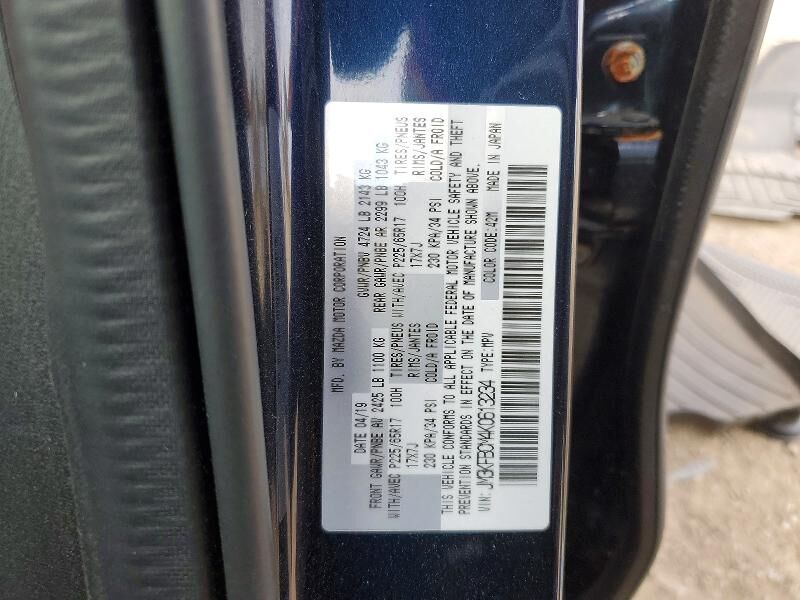 MFD. BY MAZDA MOTOR CORPORATION
DATE 04/19 GVWR/PNBV 4724 LB 2143 KG
FRONT GAWR/PNBE AV 2425 LB 1100 KG REAR GAWR/PNBE AR 2299 LB 1043 KG
WITH/AVEC P225/65R17 100H TIRES/PNEUS WITH/AVEC P225/65R17 100H TIRES/PNEUS
17X7J RIMS/JANTES 17X7J RIMS/JANTES
230 KPA/34 PSI COLD/A FROID 230 KPA/34 PSI COLD/A FROID
THIS VEHICLE CONFORMS TO ALL APPLICABLE FEDERAL MOTOR VEHICLE SAFETY AND THEFT
PREVENTION STANDARDS IN EFFECT ON THE DATE OF MANUFACTURE SHOWN ABOVE.
VIN: JM3KFBCM4K0613234 TYPE:MPV COLOR CODE:42M MADE IN JAPAN